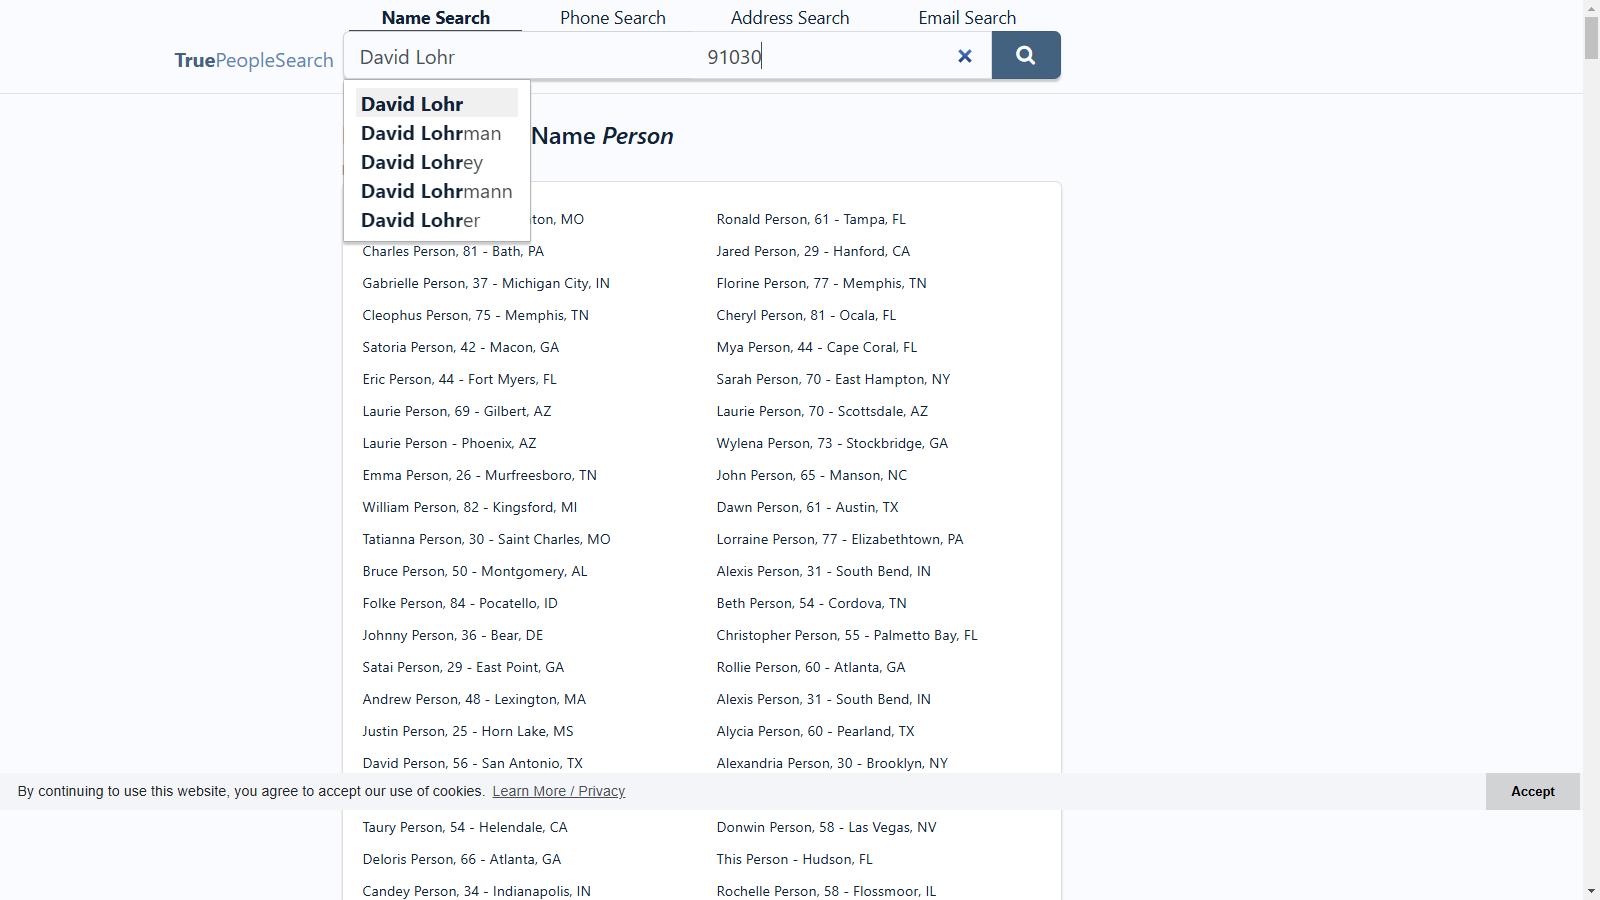 Name Search Phone Search Address Search Email Search
TruePeopleSearch David Lohr 91030
David Lohr
David Lohrman
David Lohrey
David Lohrmann
David Lohrer
Name Person
ton, MO Ronald Person, 61 - Tampa, FL
Charles Person, 81 - Bath, PA Jared Person, 29 - Hanford, CA
Gabrielle Person, 37 - Michigan City, IN Florine Person, 77 - Memphis, TN
Cleophus Person, 75 - Memphis, TN Cheryl Person, 81 - Ocala, FL
Satoria Person, 42 - Macon, GA Mya Person, 44 - Cape Coral, FL
Eric Person, 44 - Fort Myers, FL Sarah Person, 70 - East Hampton, NY
Laurie Person, 69 - Gilbert, AZ Laurie Person, 70 - Scottsdale, AZ
Laurie Person - Phoenix, AZ Wylena Person, 73 - Stockbridge, GA
Emma Person, 26 - Murfreesboro, TN John Person, 65 - Manson, NC
William Person, 82 - Kingsford, MI Dawn Person, 61 - Austin, TX
Tatianna Person, 30 - Saint Charles, MO Lorraine Person, 77 - Elizabethtown, PA
Bruce Person, 50 - Montgomery, AL Alexis Person, 31 - South Bend, IN
Folke Person, 84 - Pocatello, ID Beth Person, 54 - Cordova, TN
Johnny Person, 36 - Bear, DE Christopher Person, 55 - Palmetto Bay, FL
Satai Person, 29 - East Point, GA Rollie Person, 60 - Atlanta, GA
Andrew Person, 48 - Lexington, MA Alexis Person, 31 - South Bend, IN
Justin Person, 25 - Horn Lake, MS Alycia Person, 60 - Pearland, TX
David Person, 56 - San Antonio, TX Alexandria Person, 30 - Brooklyn, NY
By continuing to use this website, you agree to accept our use of cookies. Learn More / Privacy Accept
Taury Person, 54 - Helendale, CA Donwin Person, 58 - Las Vegas, NV
Deloris Person, 66 - Atlanta, GA This Person - Hudson, FL
Candey Person, 34 - Indianapolis, IN Rochelle Person, 58 - Flossmoor, IL